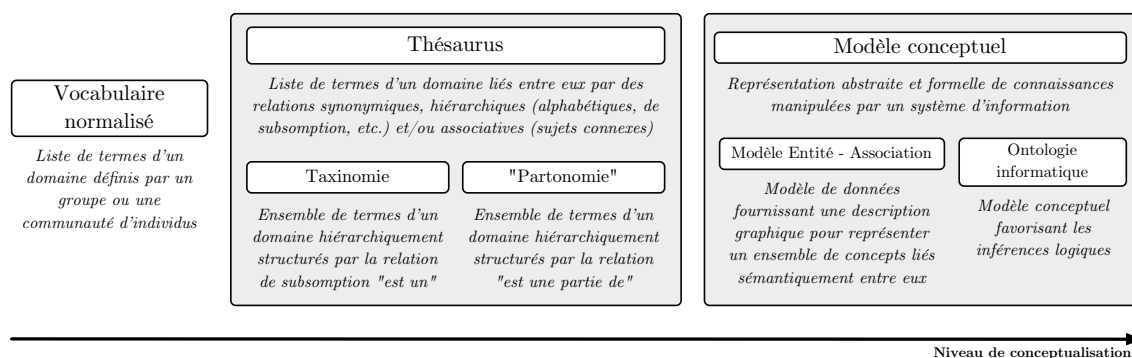 Vocabulaire
normalisé
Liste de termes d'un
domaine définis par un
groupe ou une
communauté d'individus
Thésaurus
Liste de termes d'un domaine liés entre eux par des
relations synonymiques, hiérarchiques (alphabétiques, de
subsomption, etc.) et/ou associatives (sujets connexes)
Taxinomie
Ensemble de termes d'un
domaine hiérarchiquement
structurés par la relation
de subsomption "est un"
"Partonomie"
Ensemble de termes d'un
domaine hiérarchiquement
structurés par la relation
"est une partie de"
Modèle conceptuel
Représentation abstraite et formelle de connaissances
manipulées par un système d'information
Modèle Entité - Association
Modèle de données
fournissant une description
graphique pour représenter
un ensemble de concepts liés
sémantiquement entre eux
Ontologie
informatique
Modèle conceptuel
favorisant les
inférences logiques
Niveau de conceptualisation